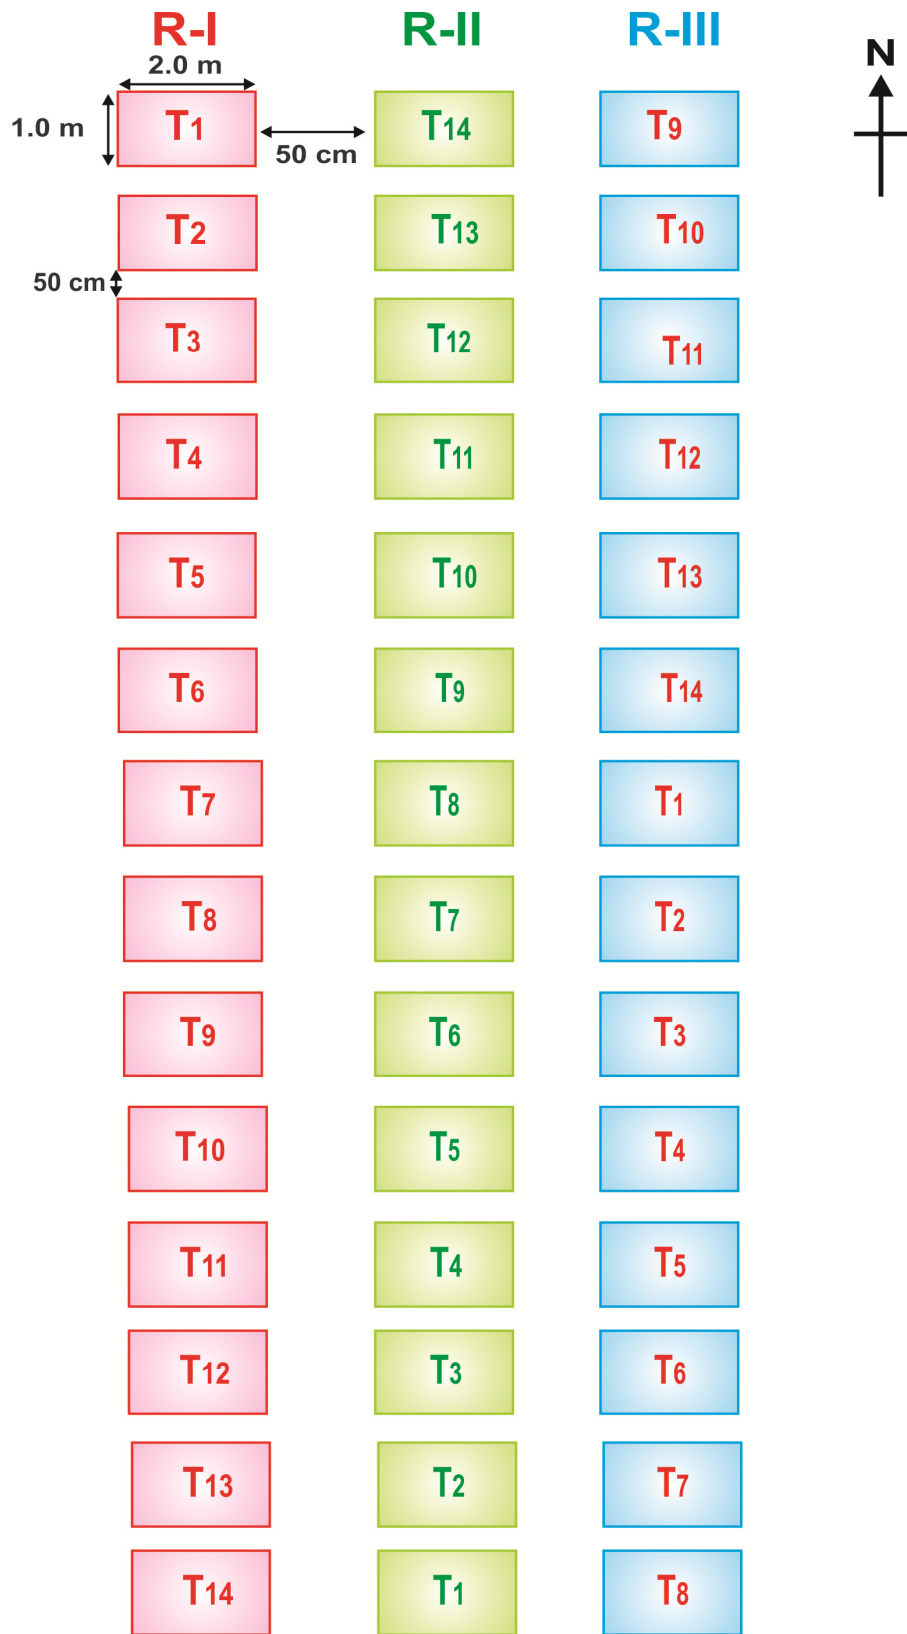 R-I R-II R-III
2.0 m N
1.0 m T1 50 cm T14 T9
T2 T13 T10
50 cm
T3 T12 T11
T4 T11 T12
T5 T10 T13
T6 T9 T14
T7 T8 T1
T8 T7 T2
T9 T6 T3
T10 T5 T4
T11 T4 T5
T12 T3 T6
T13 T2 T7
T14 T1 T8